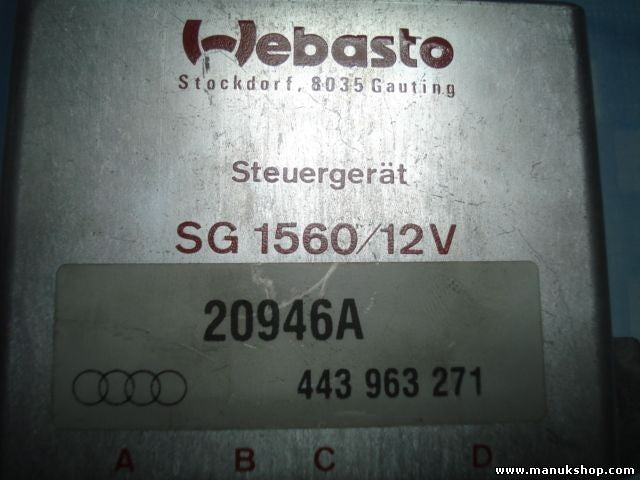 Webasto
Stockdorf, 8035 Gauting
Steuergerät
SG 1560/12V
20946A
443 963 271
A B C D
www.manukshop.com